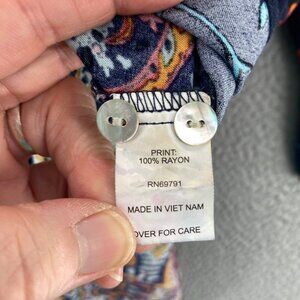 PRINT:
100% RAYON
RN69791
MADE IN VIET NAM
OVER FOR CARE